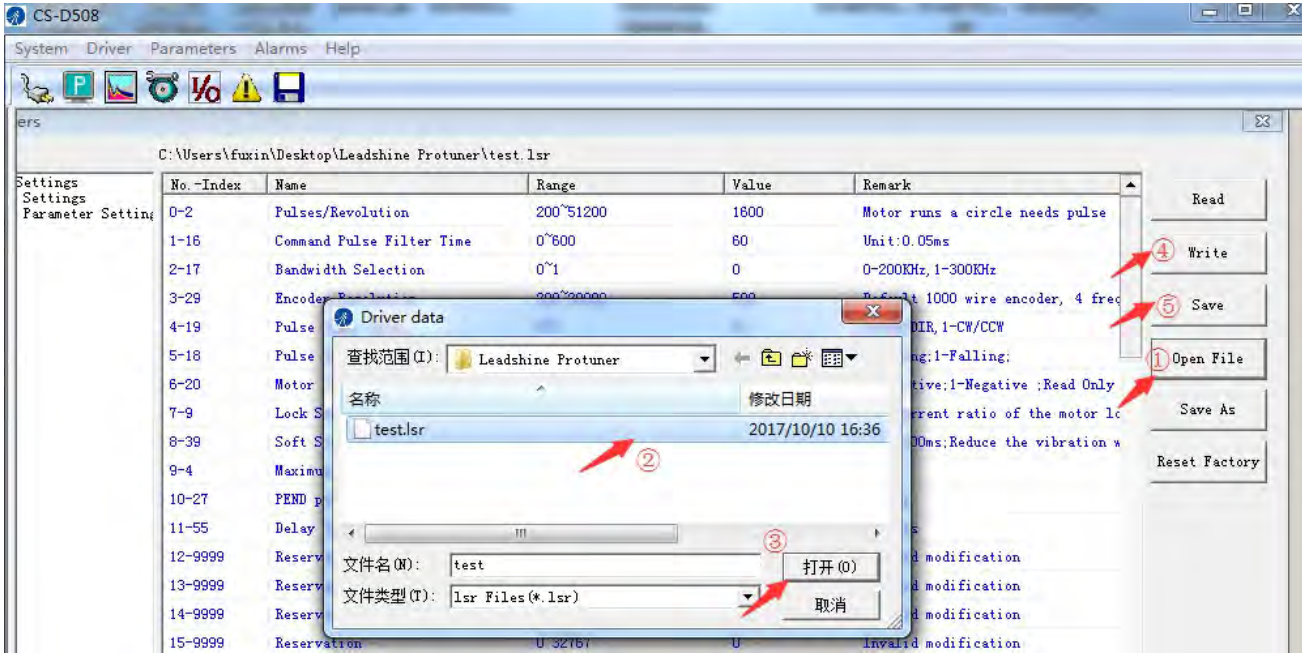 CS-D508
System Driver Parameters Alarms Help
ers
C:\Users\fuxin\Desktop\Leadshine Protuner\test.lsr
Settings
Settings
Parameter Setting
No.-Index Name Range Value Remark
0-2 Pulses/Revolution 200~51200 1600 Motor runs a circle needs pulse
1-16 Command Pulse Filter Time 0~600 60 Unit:0.05ms
2-17 Bandwidth Selection 0~1 0 0-200KHz,1-300KHz
3-29 Encoder 1000 wire encoder, 4 freq
4-19 Pulse DIR,1-CW/CCW
5-18 Pulse ng;1-Falling;
6-20 Motor tive;1-Negative ;Read Only
7-9 Lock S rrent ratio of the motor lo
8-39 Soft S 00ms;Reduce the vibration w
9-4 Maximu
10-27 PEND p
11-55 Delay s
12-9999 Reserv d modification
13-9999 Reserv d modification
14-9999 Reserv d modification
15-9999 Reservation 0~32767 0 Invalid modification
Read
④ Write
⑤ Save
① Open File
Save As
Reset Factory
Driver data
查找范围(I): Leadshine Protuner
名称 修改日期
test.lsr 2017/10/10 16:36
②
③
文件名(N): test 打开(O)
文件类型(T): lsr Files(*.lsr) 取消